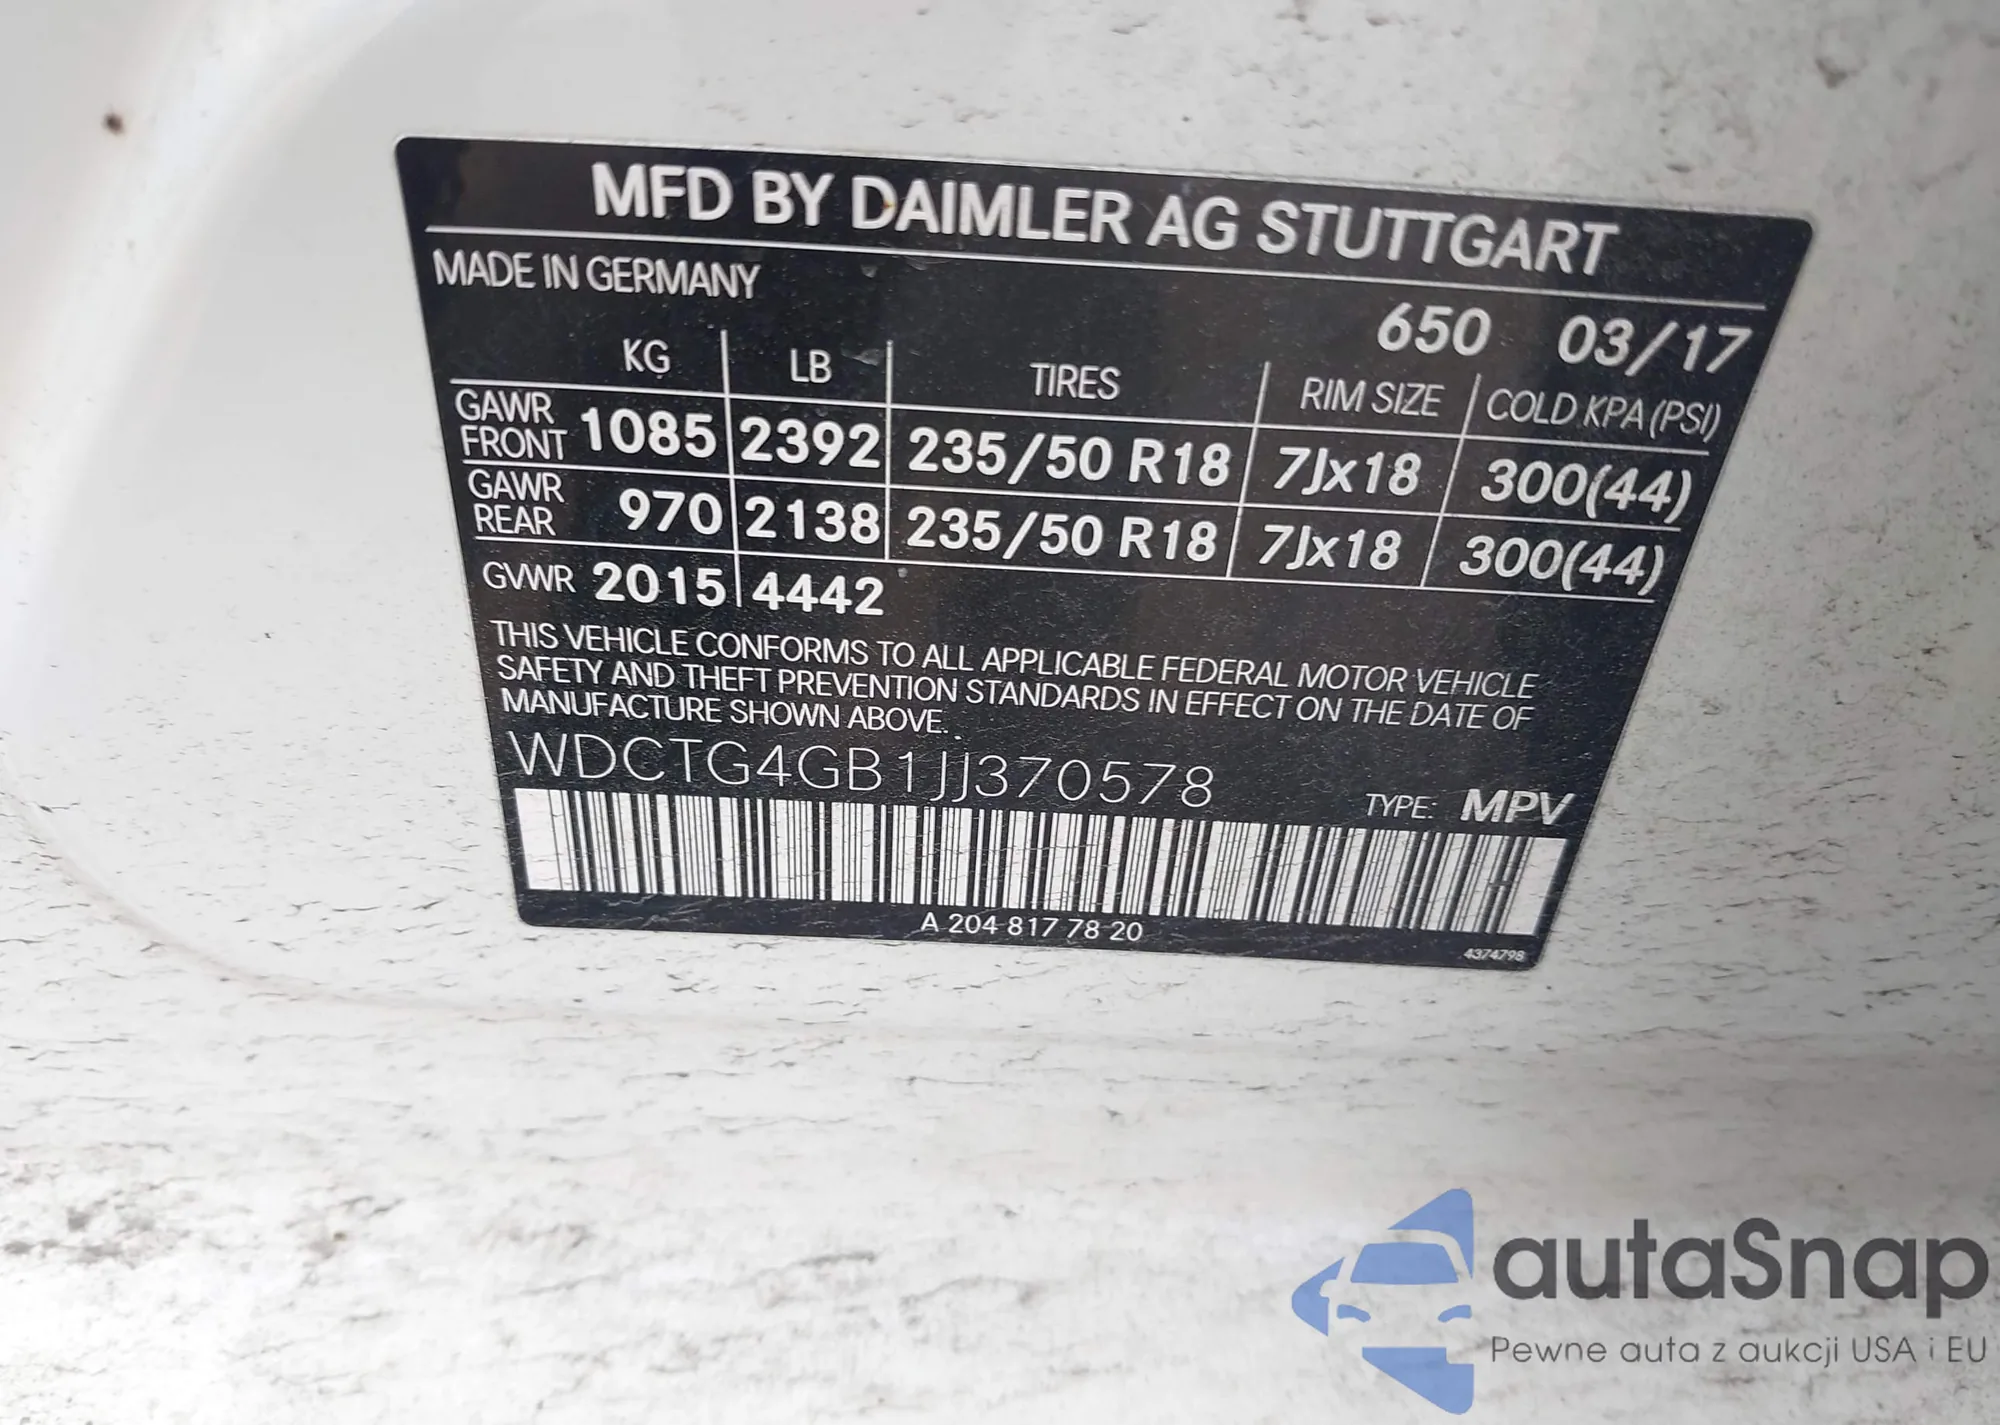 MFD BY DAIMLER AG STUTTGART
MADE IN GERMANY
650 03/17
KG LB TIRES RIM SIZE COLD KPA (PSI)
GAWR FRONT 1085 2392 235/50 R18 7Jx18 300(44)
GAWR REAR 970 2138 235/50 R18 7Jx18 300(44)
GVWR 2015 4442
THIS VEHICLE CONFORMS TO ALL APPLICABLE FEDERAL MOTOR VEHICLE
SAFETY AND THEFT PREVENTION STANDARDS IN EFFECT ON THE DATE OF
MANUFACTURE SHOWN ABOVE.
WDCTG4GB1JJ370578
TYPE: MPV
A 204 817 78 20
4374798
autaSnap
Pewne auta z aukcji USA i EU